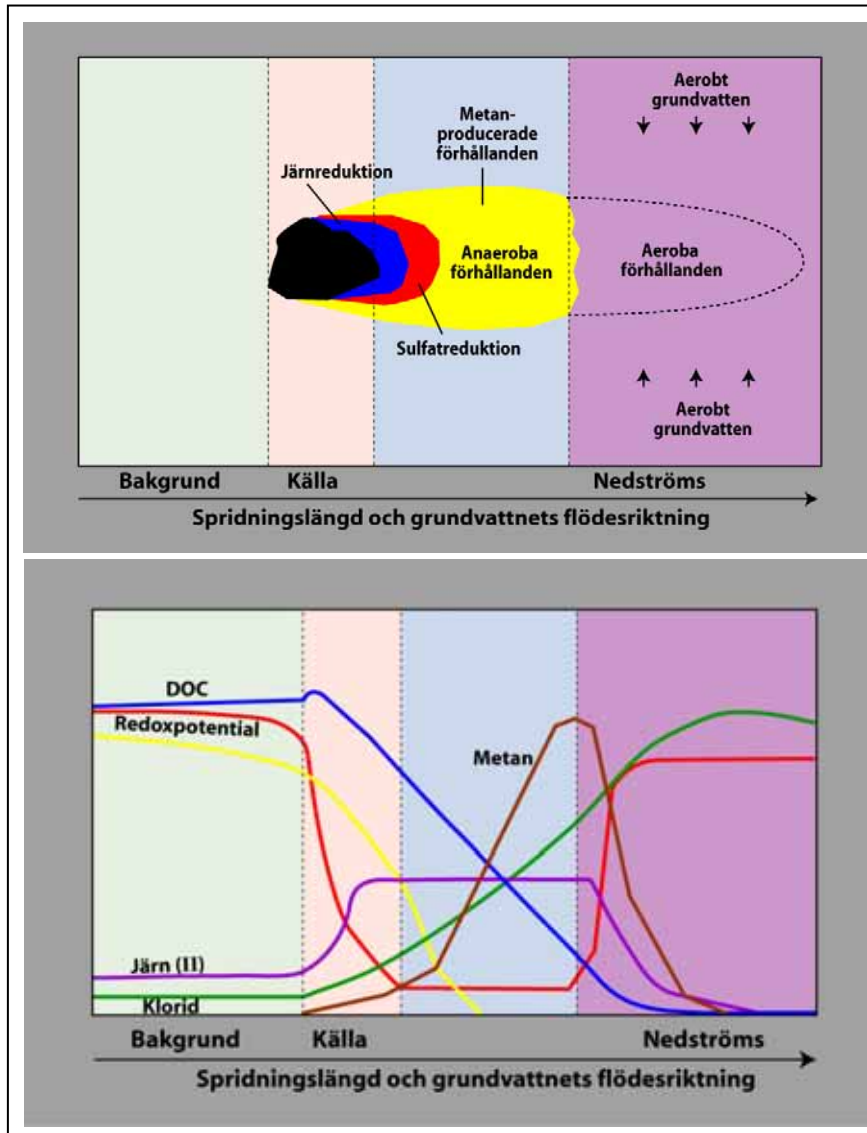 Aerobt
grundvatten
Metan-
producerade
förhållanden
Järnreduktion
Anaeroba
förhållanden
Aeroba
förhållanden
Sulfatreduktion
Aerobt
grundvatten
Bakgrund Källa Nedströms
Spridningslängd och grundvattnets flödesriktning
DOC
Redoxpotential
Metan
Järn (II)
Klorid
Bakgrund Källa Nedströms
Spridningslängd och grundvattnets flödesriktning